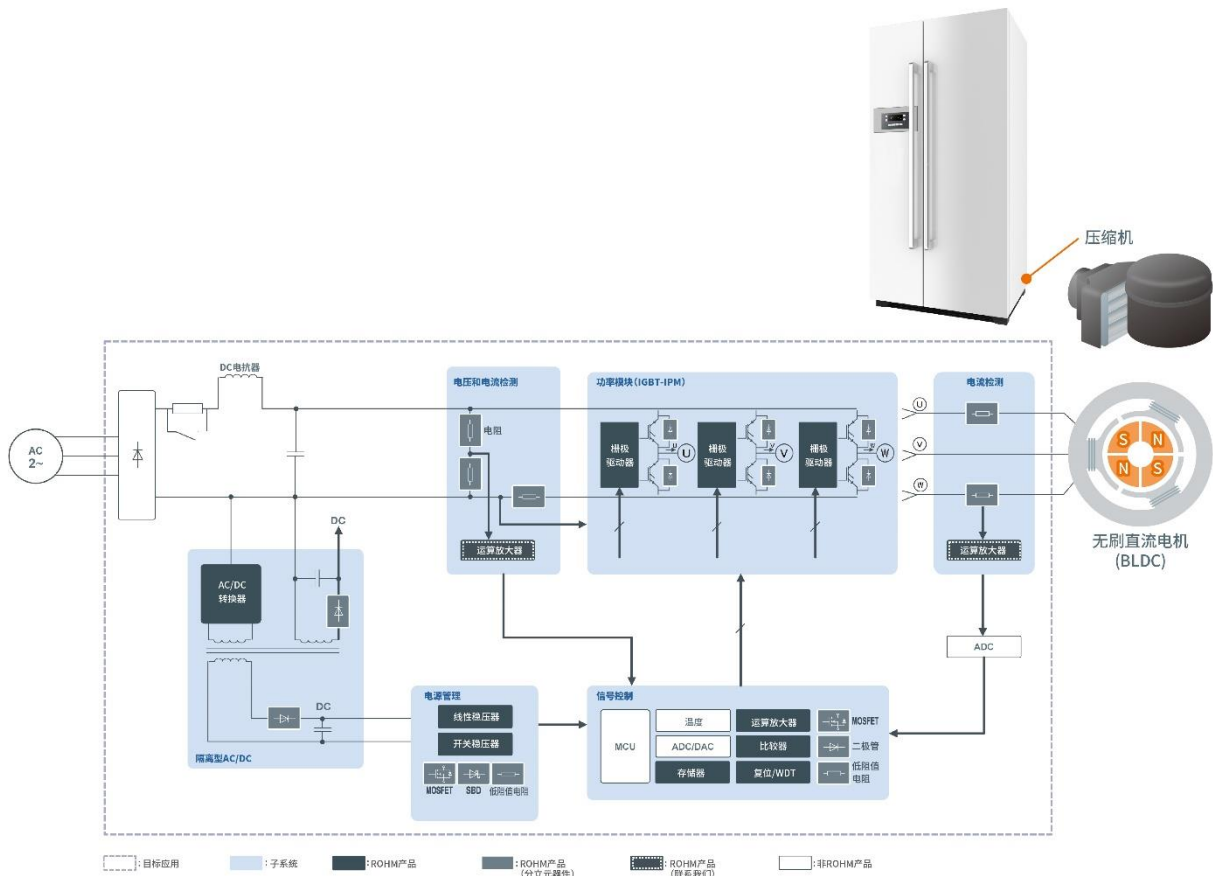 压缩机
DC电抗器
电压和电流检测
功率模块(IGBT-IPM)
电流检测
AC
2~
电阻
栅极
驱动器
U
U
栅极
驱动器
V
V
栅极
驱动器
W
U
V
W
S
N
N
S
无刷直流电机
(BLDC)
运算放大器
运算放大器
DC
AC/DC
转换器
ADC
DC
隔离型AC/DC
电源管理
线性稳压器
开关稳压器
MOSFET
SBD
低阻值电阻
信号控制
MCU
温度
运算放大器
MOSFET
ADC/DAC
比较器
二极管
存储器
复位/WDT
低阻值
电阻
:目标应用
:子系统
:ROHM产品
:ROHM产品
(分立元器件)
:ROHM产品
(联系我们)
:非ROHM产品